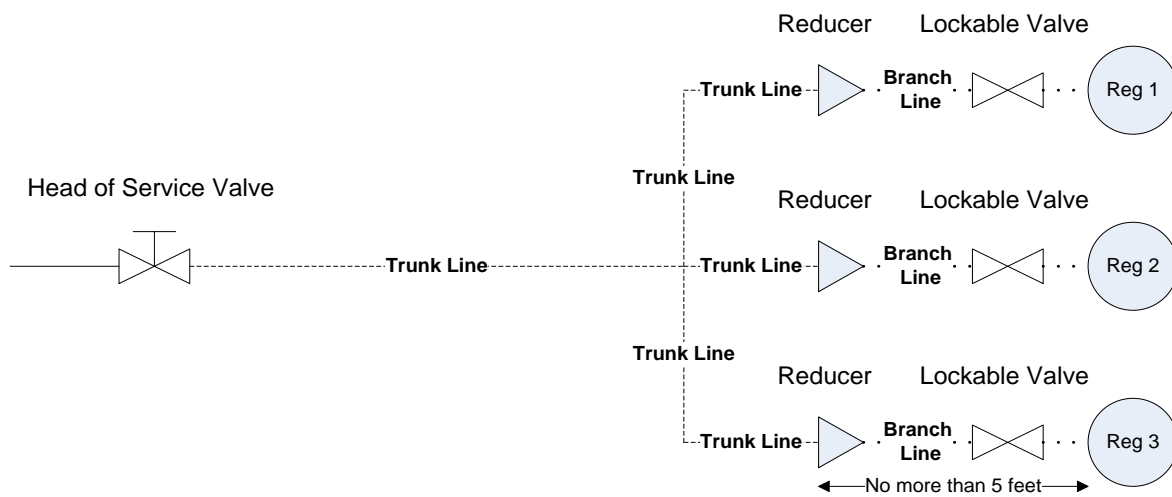 Reducer Lockable Valve
Trunk Line Branch Line Reg 1
Trunk Line
Head of Service Valve
Reducer Lockable Valve
Trunk Line Trunk Line Branch Line Reg 2
Trunk Line
Reducer Lockable Valve
Trunk Line Branch Line Reg 3
No more than 5 feet